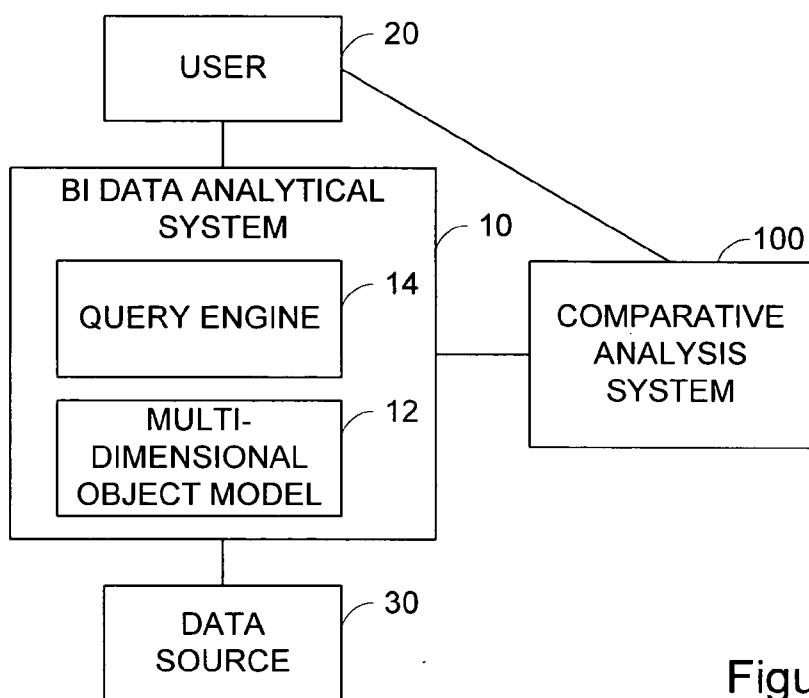 USER
20
BI DATA ANALYTICAL
SYSTEM
10
QUERY ENGINE
14
MULTI-
DIMENSIONAL
OBJECT MODEL
12
100
COMPARATIVE
ANALYSIS
SYSTEM
DATA
SOURCE
30
Figu